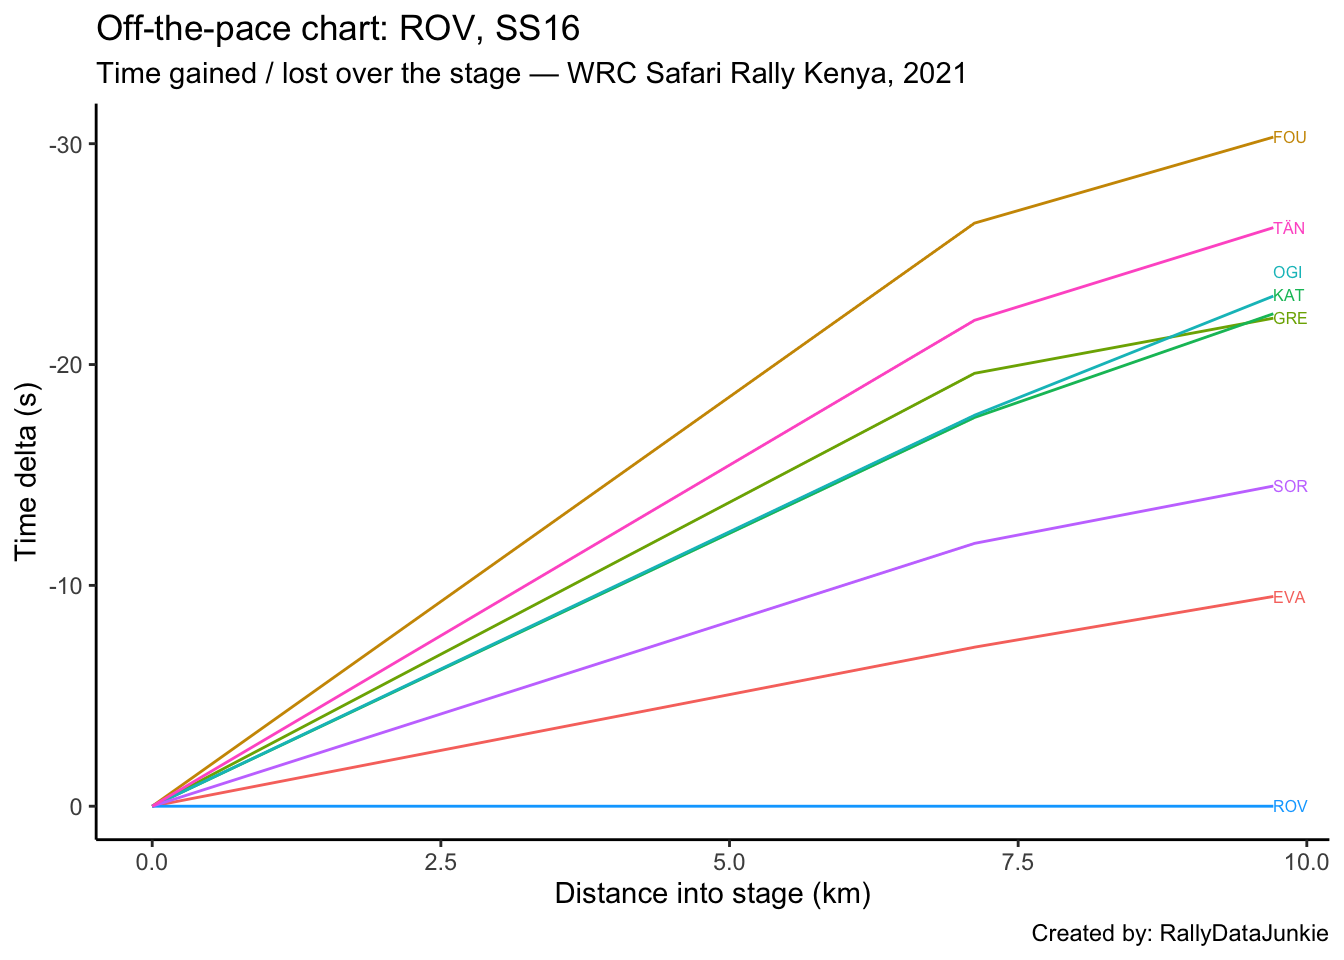 Off-the-pace chart: ROV, SS16
Time gained / lost over the stage — WRC Safari Rally Kenya, 2021
Time delta (s)
-30
-20
-10
0
FOU
TÄN
OGI
KAT
GRE
SOR
EVA
ROV
0.0 2.5 5.0 7.5 10.0
Distance into stage (km)
Created by: RallyDataJunkie